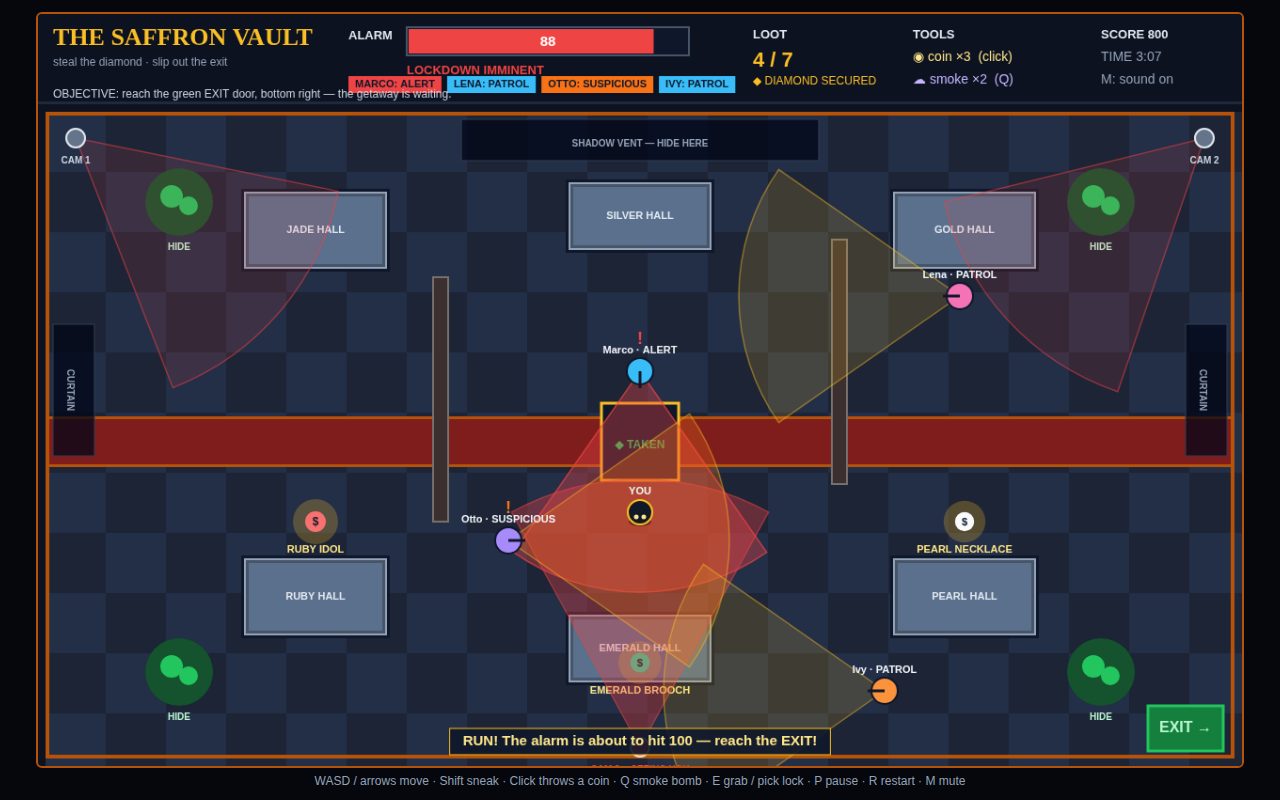 THE SAFFRON VAULT
steal the diamond · slip out the exit
OBJECTIVE: reach the green EXIT door, bottom right — the getaway is waiting.
ALARM
88
LOCKDOWN IMMINENT
MARCO: ALERT
LENA: PATROL
OTTO: SUSPICIOUS
IVY: PATROL
LOOT
4 / 7
◆ DIAMOND SECURED
TOOLS
◉ coin ×3 (click)
☁ smoke ×2 (Q)
SCORE 800
TIME 3:07
M: sound on
SHADOW VENT — HIDE HERE
CAM 1
CAM 2
HIDE
JADE HALL
SILVER HALL
GOLD HALL
HIDE
Lena · PATROL
!
Marco · ALERT
CURTAIN
CURTAIN
◆ TAKEN
YOU
!
Otto · SUSPICIOUS
$
RUBY IDOL
$
PEARL NECKLACE
RUBY HALL
PEARL HALL
EMERALD HALL
$
EMERALD BROOCH
Ivy · PATROL
HIDE
HIDE
EXIT →
RUN! The alarm is about to hit 100 — reach the EXIT!
WASD / arrows move · Shift sneak · Click throws a coin · Q smoke bomb · E grab / pick lock · P pause · R restart · M mute